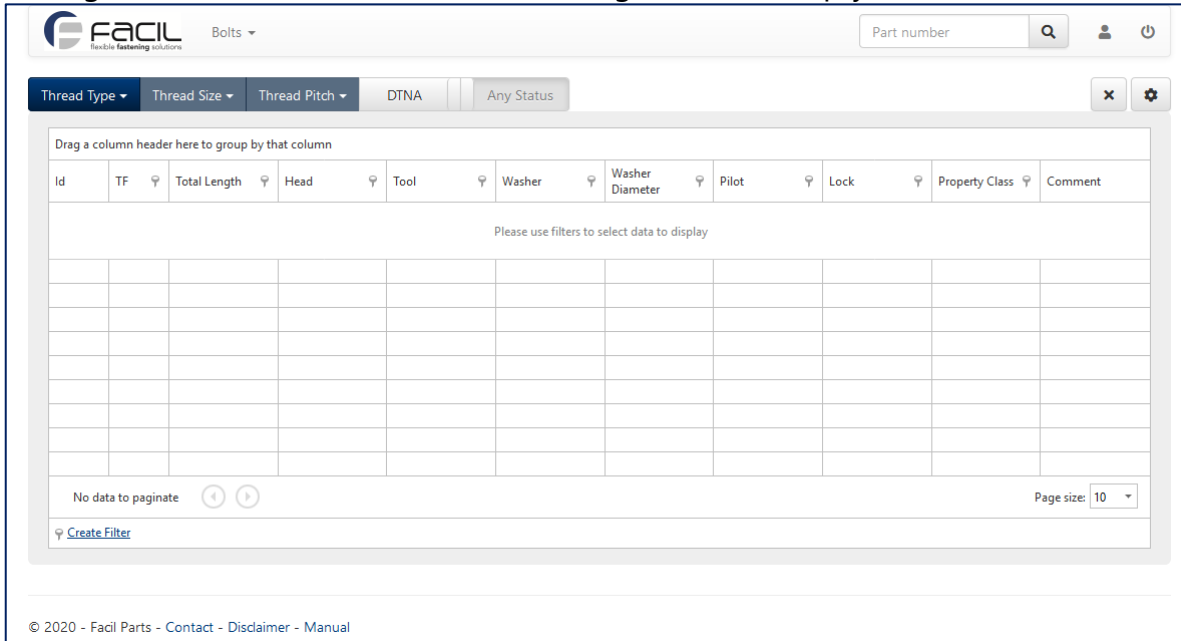 Facil
flexible fastening solutions
Bolts
Part number
Thread Type Thread Size Thread Pitch DTNA Any Status
Drag a column header here to group by that column
Id TF Total Length Head Tool Washer Washer Diameter Pilot Lock Property Class Comment
Please use filters to select data to display
No data to paginate Page size: 10
Create Filter
© 2020 - Facil Parts - Contact - Disclaimer - Manual